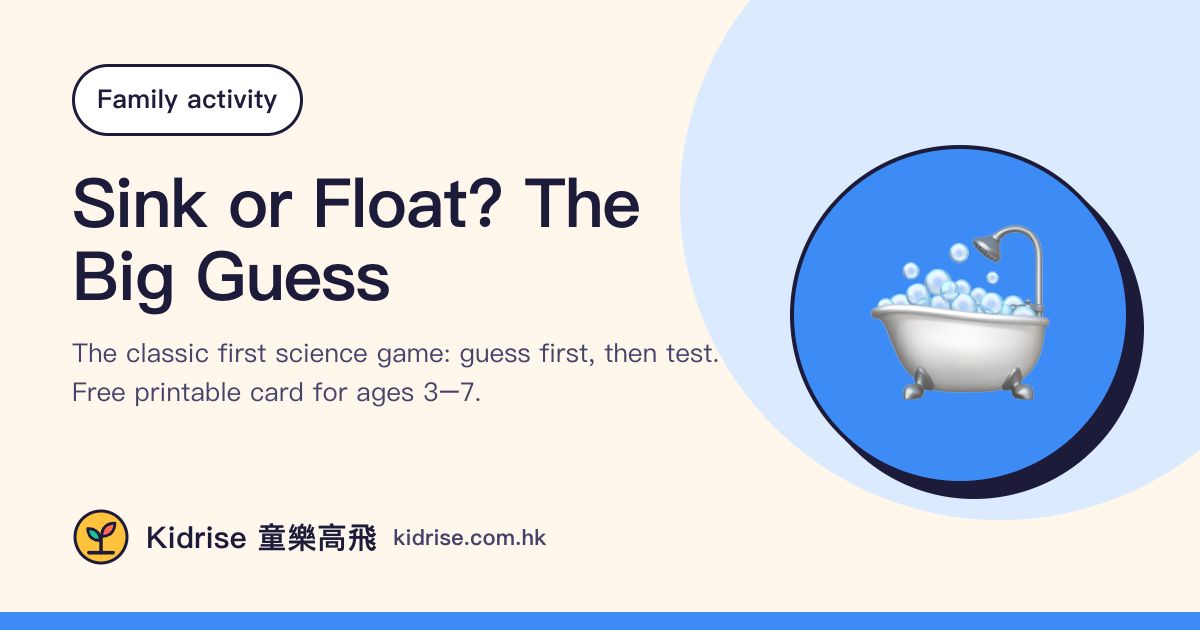 Family activity
Sink or Float? The
Big Guess
The classic first science game: guess first, then test.
Free printable card for ages 3–7.
Kidrise 童樂高飛 kidrise.com.hk